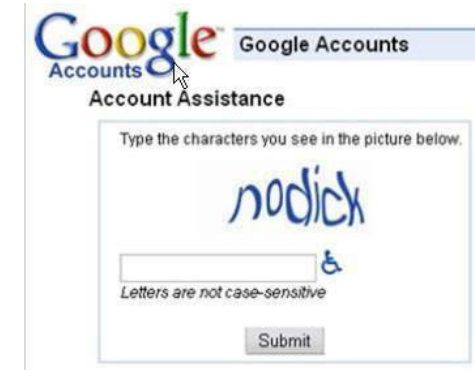 Google Google Accounts
Accounts
Account Assistance
Type the characters you see in the picture below.
nodick
Letters are not case-sensitive
Submit